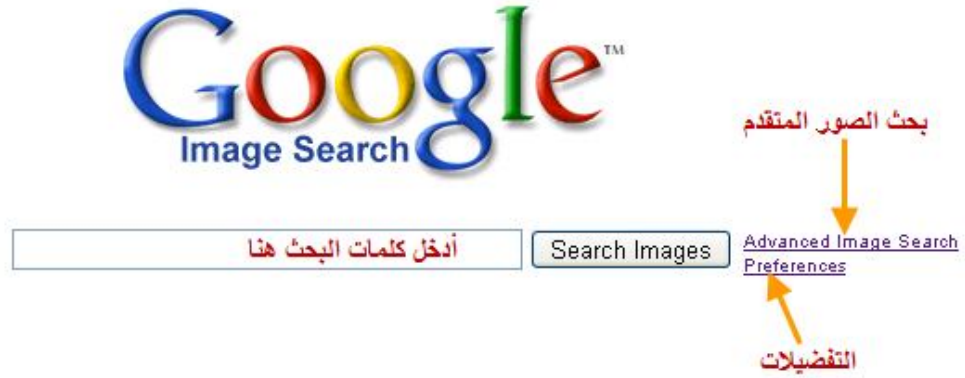 Google™
Image Search
بحث الصور المتقدم
أدخل كلمات البحث هنا
Search Images
Advanced Image Search
Preferences
التفضيلات